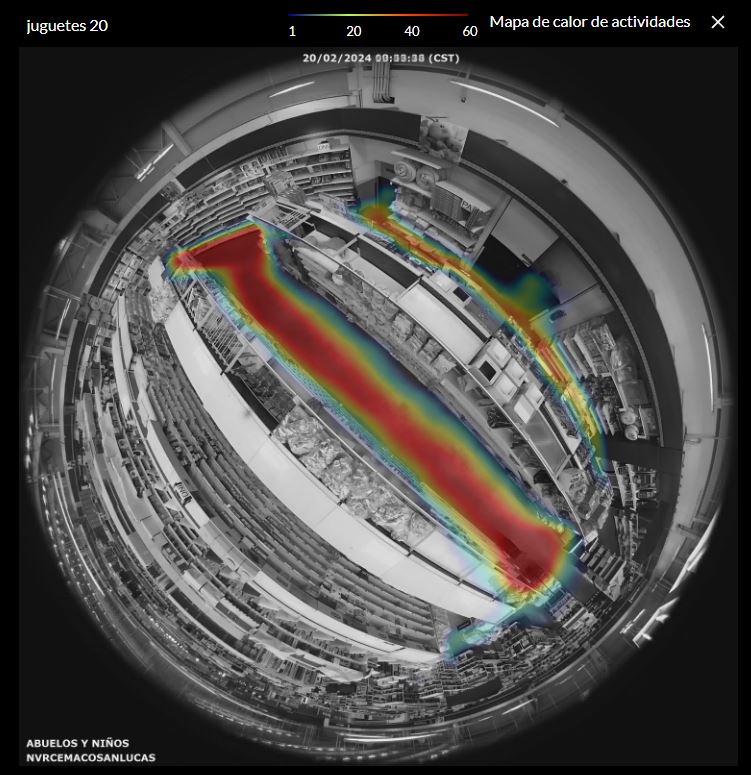 juguetes 20
1 20 40 60
Mapa de calor de actividades
20/02/2024 (CST)
ABUELOS Y NIÑOS
NVRCEMACOSANLUCAS